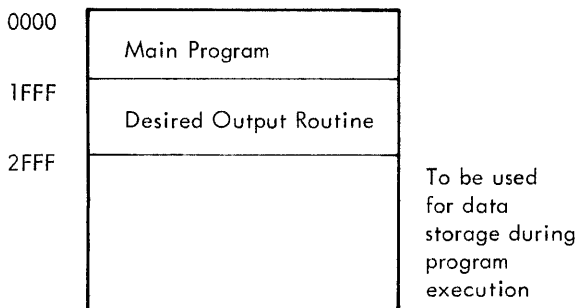 0000
Main Program
1FFF
Desired Output Routine
2FFF
To be used
for data
storage during
program
execution